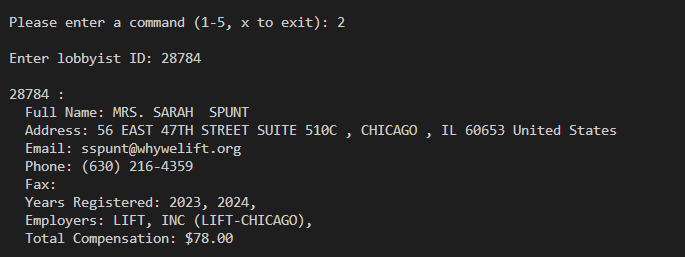 Please enter a command (1-5, x to exit): 2
Enter lobbyist ID: 28784
28784 :
Full Name: MRS. SARAH  SPUNT
Address: 56 EAST 47TH STREET SUITE 510C , CHICAGO , IL 60653 United States
Email: sspunt@whywelift.org
Phone: (630) 216-4359
Fax:
Years Registered: 2023, 2024,
Employers: LIFT, INC (LIFT-CHICAGO),
Total Compensation: $78.00